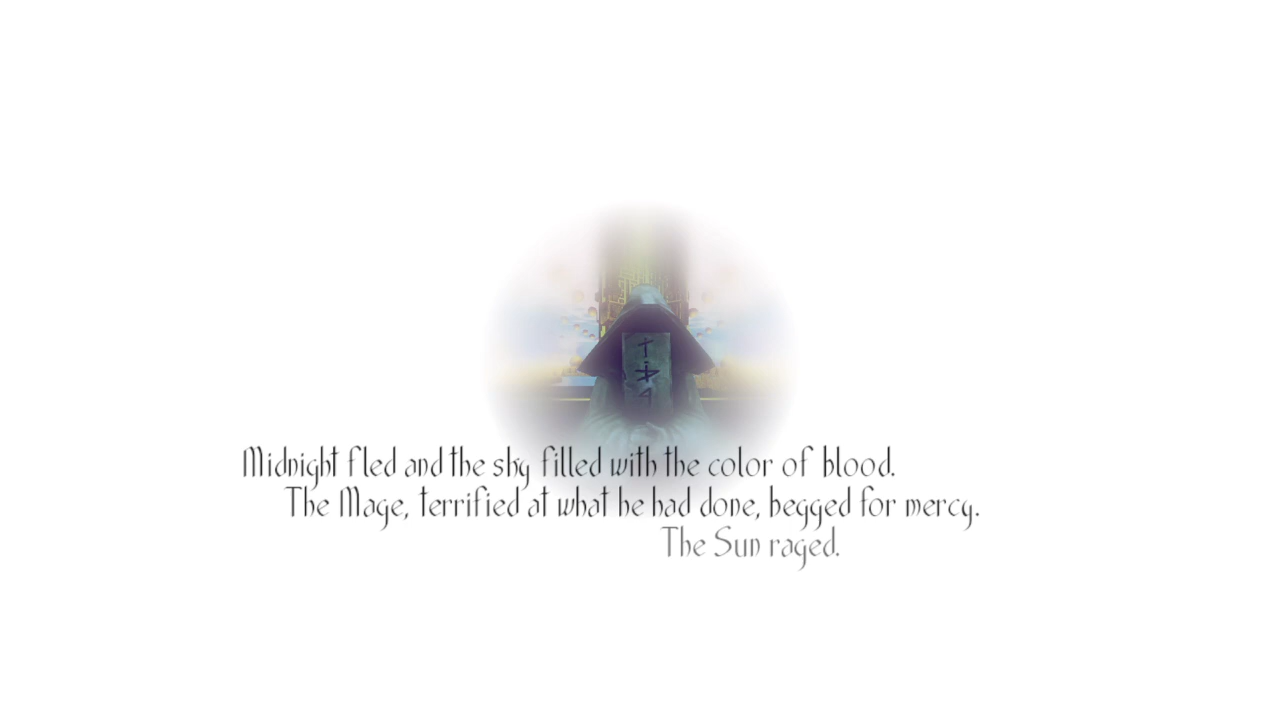 Midnight fled and the sky filled with the color of blood.
The Mage, terrified at what he had done, begged for mercy.
The Sun raged.